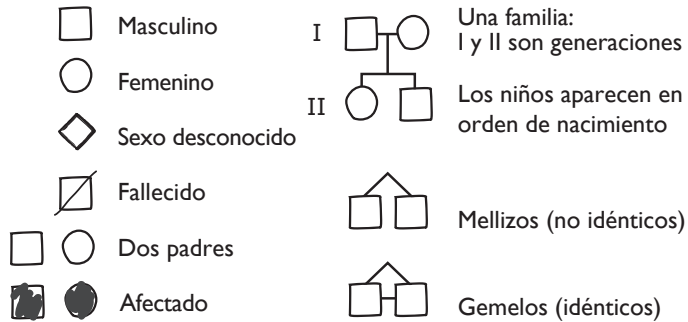 Masculino
Femenino
Sexo desconocido
Fallecido
Dos padres
Afectado
I
Una familia:
I y II son generaciones
II
Los niños aparecen en
orden de nacimiento
Mellizos (no idénticos)
Gemelos (idénticos)